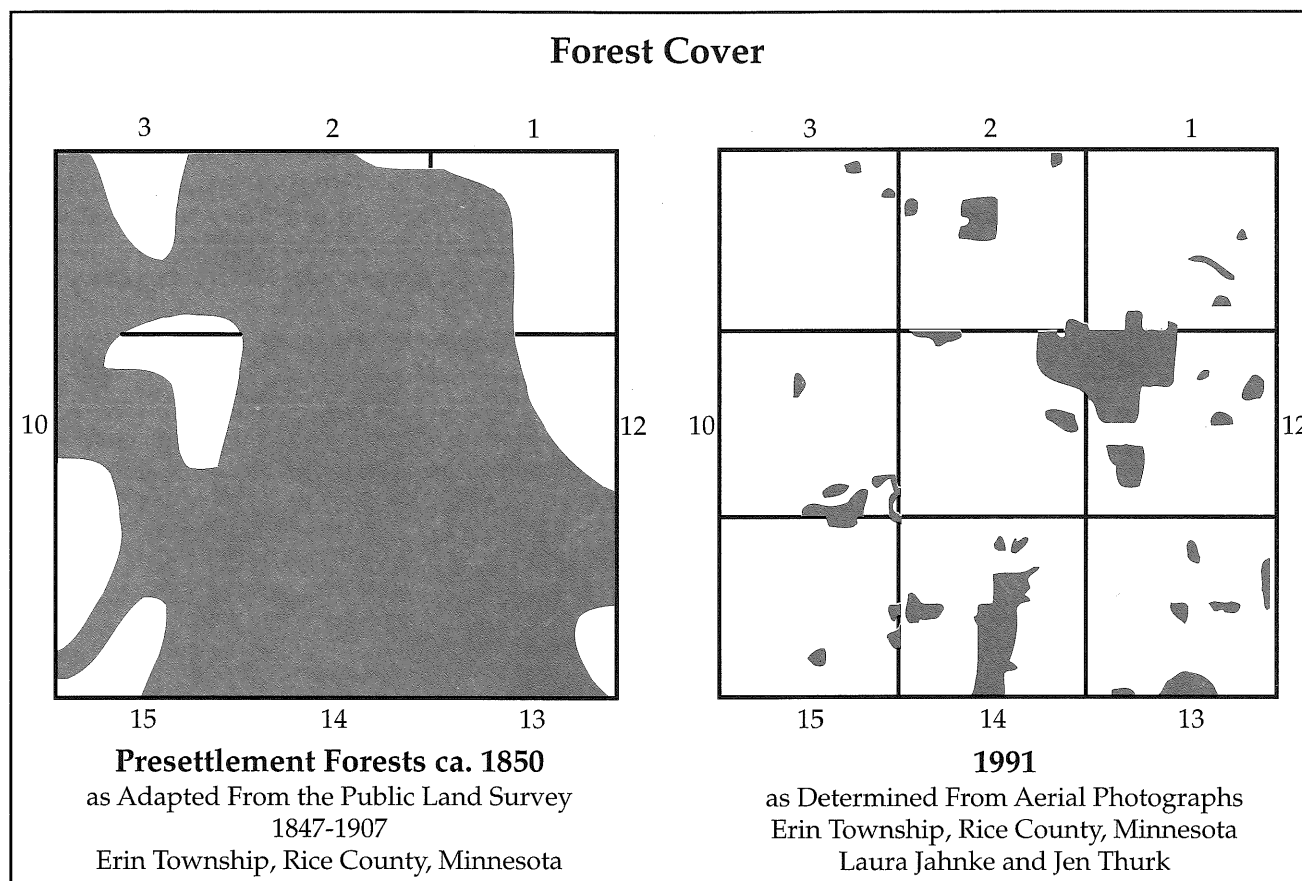 Forest Cover
3 2 1
10 12
15 14 13
Presettlement Forests ca. 1850
as Adapted From the Public Land Survey
1847-1907
Erin Township, Rice County, Minnesota
3 2 1
10 12
15 14 13
1991
as Determined From Aerial Photographs
Erin Township, Rice County, Minnesota
Laura Jahnke and Jen Thurk